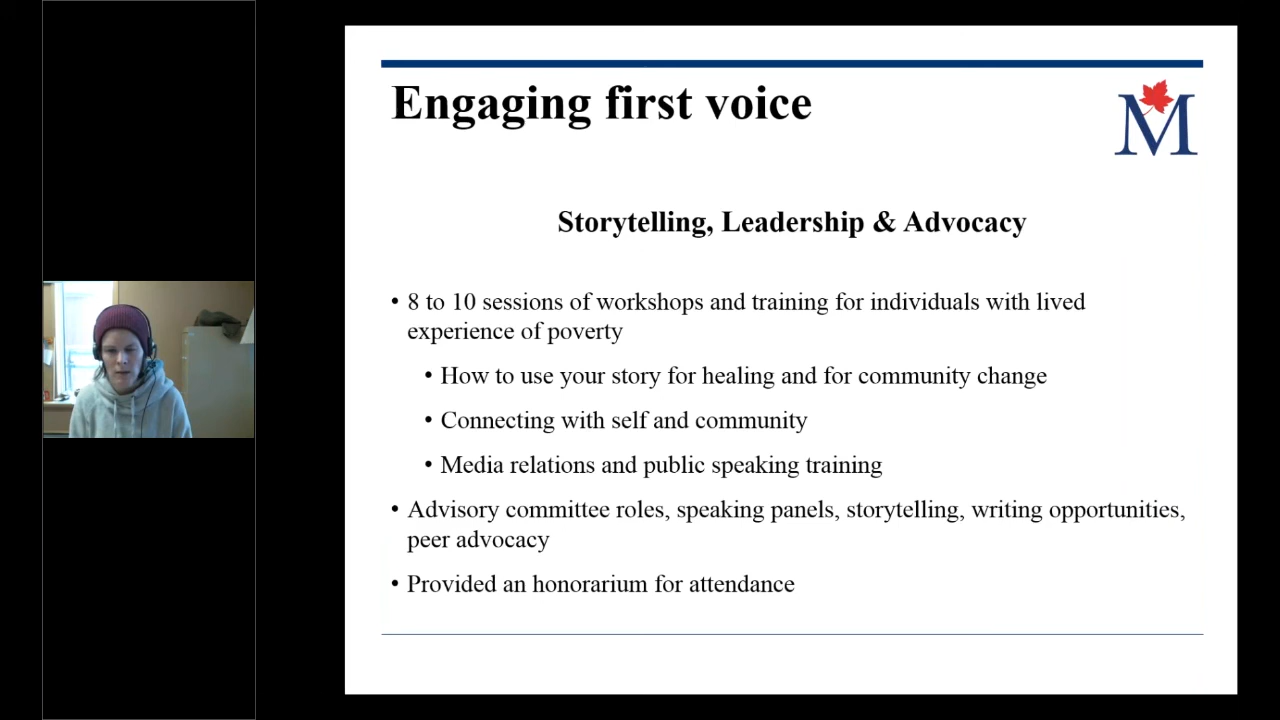 Engaging first voice
M
Storytelling, Leadership & Advocacy
• 8 to 10 sessions of workshops and training for individuals with lived
experience of poverty
• How to use your story for healing and for community change
• Connecting with self and community
• Media relations and public speaking training
• Advisory committee roles, speaking panels, storytelling, writing opportunities,
peer advocacy
• Provided an honorarium for attendance